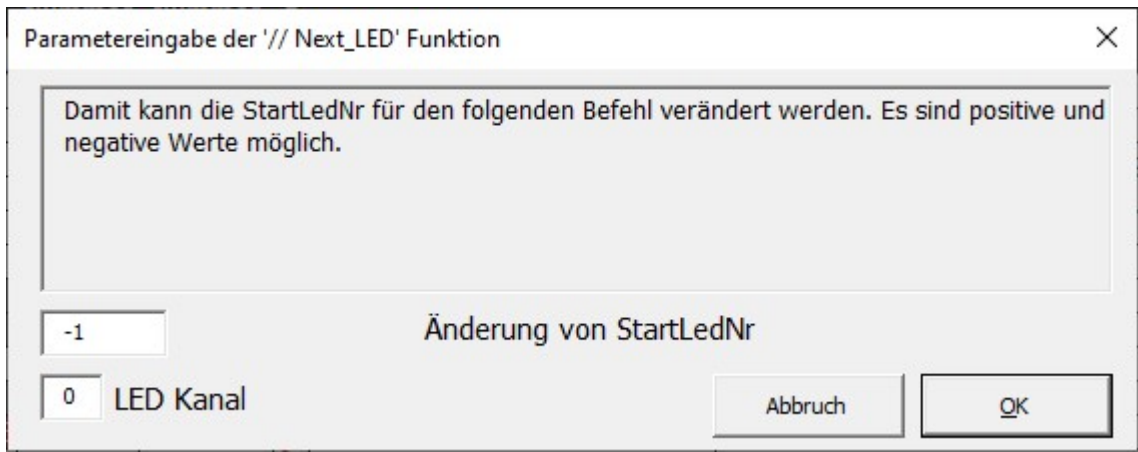 Parametereingabe der '// Next_LED' Funktion
Damit kann die StartLedNr für den folgenden Befehl verändert werden. Es sind positive und
negative Werte möglich.
-1 Änderung von StartLedNr
0 LED Kanal
Abbruch OK